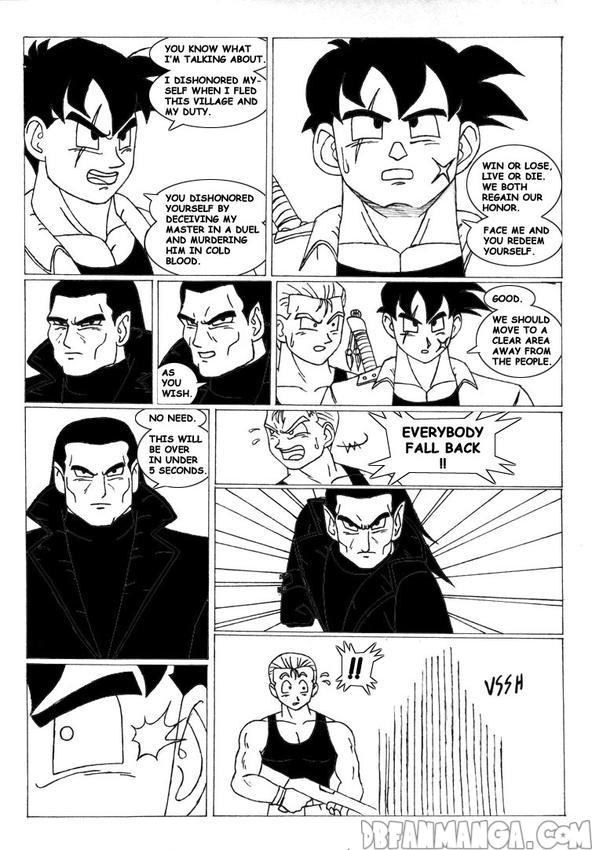 YOU KNOW WHAT
I'M TALKING ABOUT.
I DISHONORED MY-
SELF WHEN I FLED
THIS VILLAGE AND
MY DUTY.
YOU DISHONORED
YOURSELF BY
DECEIVING MY
MASTER IN A DUEL
AND MURDERING
HIM IN COLD
BLOOD.
WIN OR LOSE,
LIVE OR DIE.
WE BOTH
REGAIN OUR
HONOR.
FACE ME AND
YOU REDEEM
YOURSELF.
AS
YOU
WISH.
GOOD.
WE SHOULD
MOVE TO A
CLEAR AREA
AWAY FROM
THE PEOPLE.
NO NEED.
THIS WILL
BE OVER
IN UNDER
5 SECONDS.
EVERYBODY
FALL BACK
!!
!!
VSSH
DBFANMANGA.COM